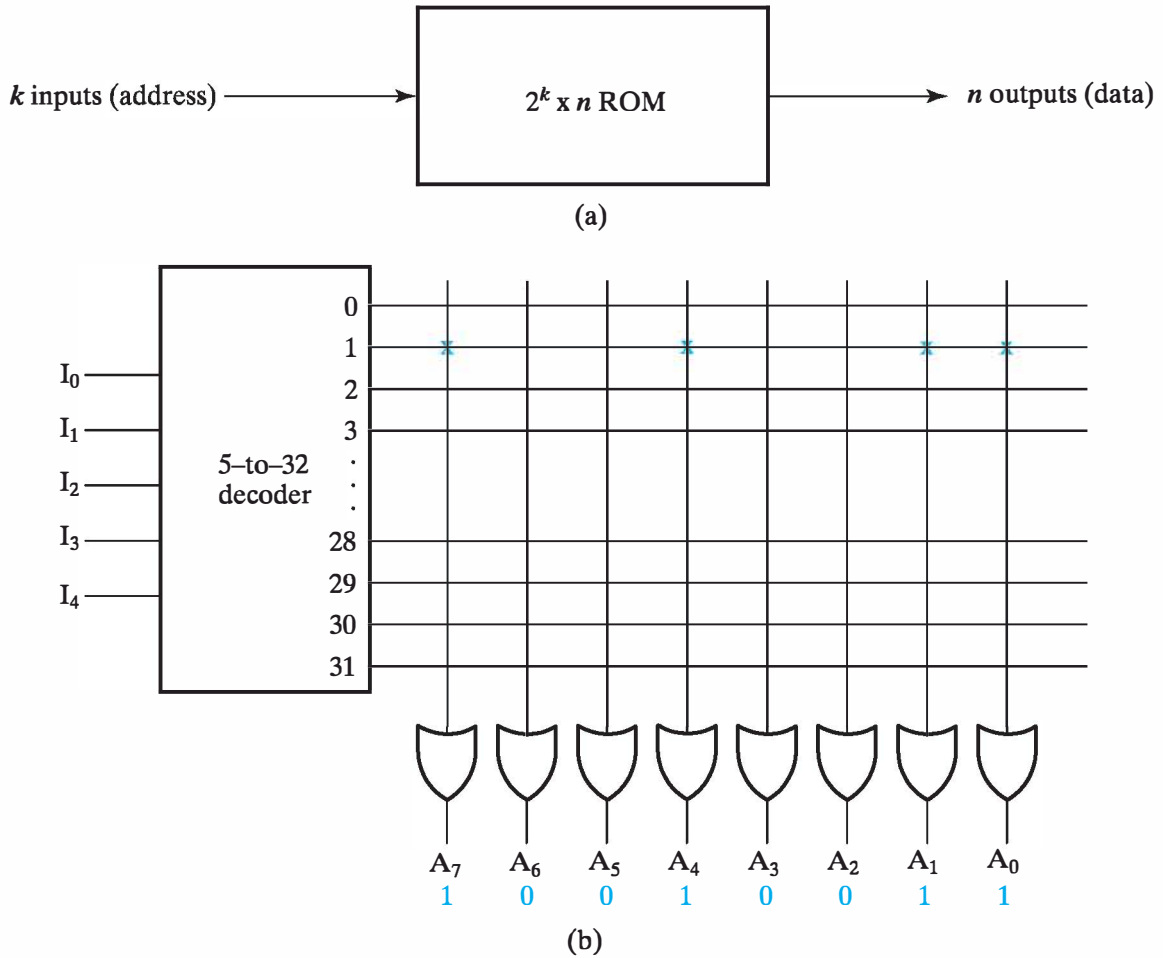 k inputs (address) 2^k x n ROM n outputs (data)
(a)
0
1
I₀
2
I₁
3
5–to–32
decoder
.
.
.
I₂
I₃
28
29
I₄
30
31
A₇ A₆ A₅ A₄ A₃ A₂ A₁ A₀
1 0 0 1 0 0 1 1
(b)